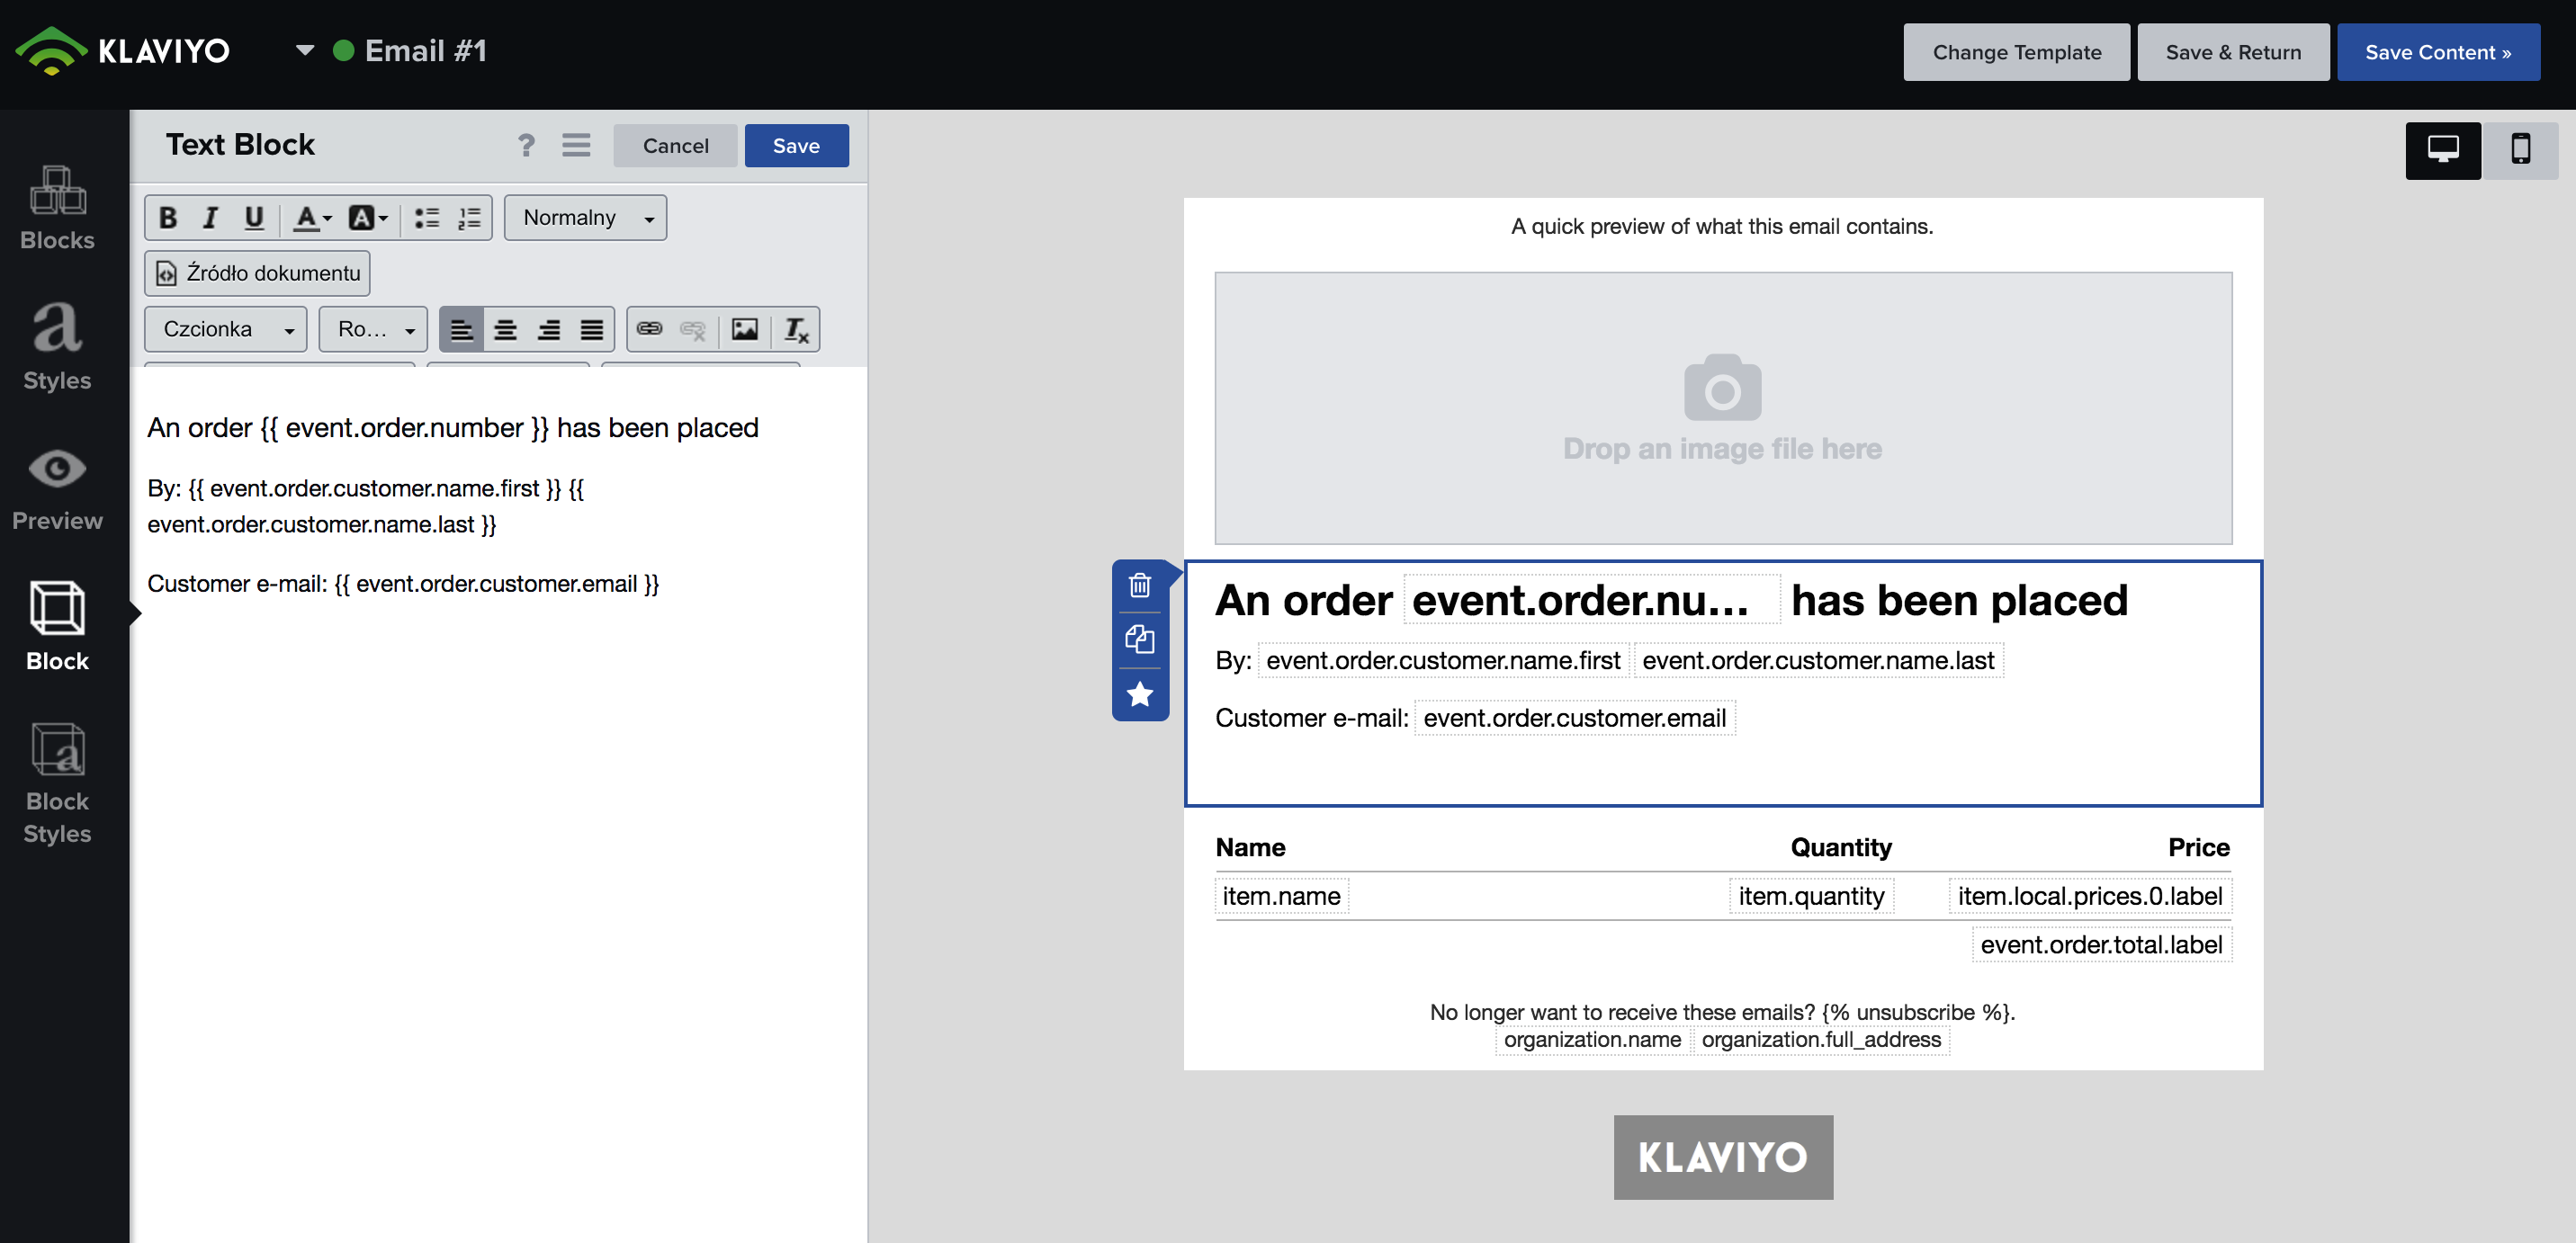 KLAVIYO
Email #1
Change Template
Save & Return
Save Content »
Blocks
Styles
Preview
Block
Block
Styles
Text Block
?
Cancel
Save
B I U A A
Normalny
Źródło dokumentu
Czcionka
Ro...
An order {{ event.order.number }} has been placed
By: {{ event.order.customer.name.first }} {{
event.order.customer.name.last }}
Customer e-mail: {{ event.order.customer.email }}
A quick preview of what this email contains.
Drop an image file here
An order event.order.nu... has been placed
By: event.order.customer.name.first event.order.customer.name.last
Customer e-mail: event.order.customer.email
Name Quantity Price
item.name item.quantity item.local.prices.0.label
event.order.total.label
No longer want to receive these emails? {% unsubscribe %}.
organization.name organization.full_address
KLAVIYO